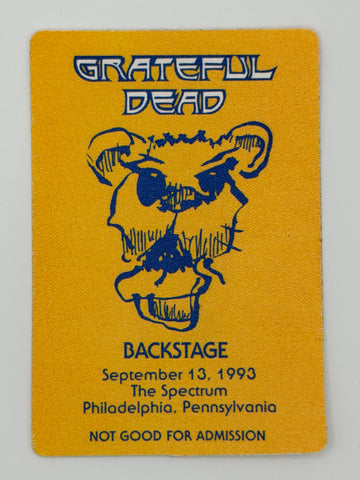 GRATEFUL
DEAD
BACKSTAGE
September 13, 1993
The Spectrum
Philadelphia, Pennsylvania
NOT GOOD FOR ADMISSION